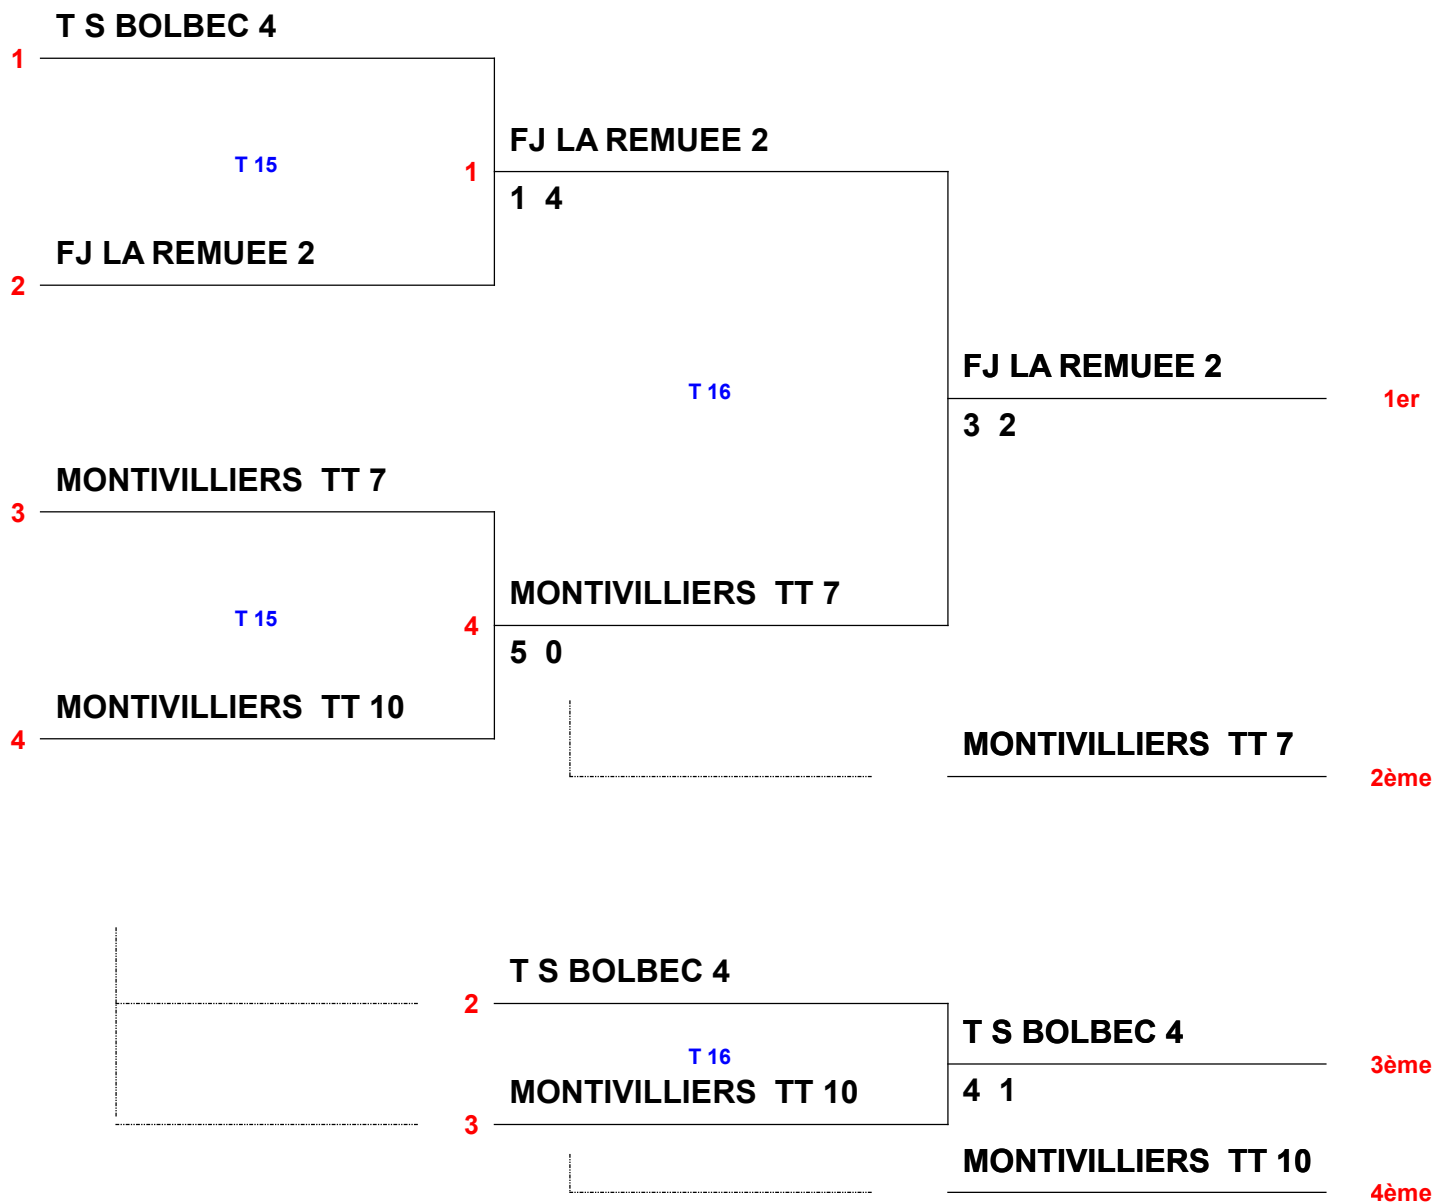 T S BOLBEC 4
1
FJ LA REMUEE 2
T 15
1
1 4
FJ LA REMUEE 2
2
FJ LA REMUEE 2
T 16
1er
3 2
MONTIVILLIERS TT 7
3
MONTIVILLIERS TT 7
T 15
4
5 0
MONTIVILLIERS TT 10
4
MONTIVILLIERS TT 7
2ème
T S BOLBEC 4
2
T S BOLBEC 4
T 16
3ème
MONTIVILLIERS TT 10
4 1
3
MONTIVILLIERS TT 10
4ème